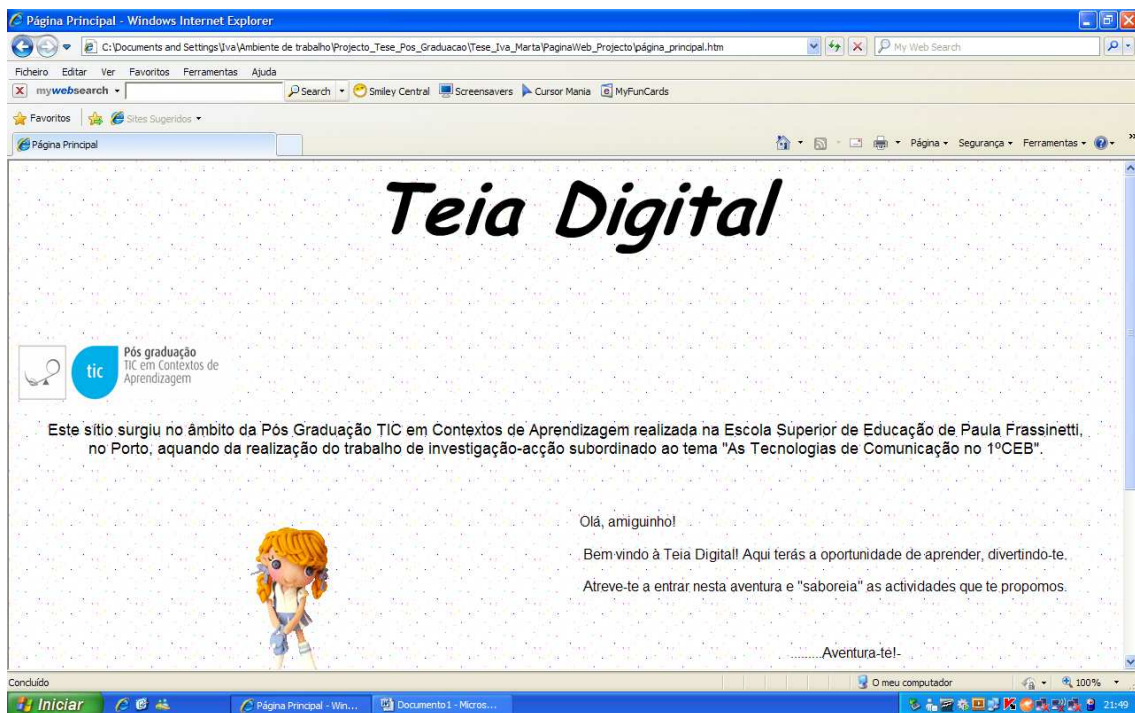 Página Principal - Windows Internet Explorer
C:\Documents and Settings\Iva\Ambiente de trabalho\Projecto_Tese_Pos_Graduacao\Tese_Iva_Marta\PaginaWeb_Projecto\página_principal.htm
My Web Search
Ficheiro Editar Ver Favoritos Ferramentas Ajuda
mywebsearch Search Smiley Central Screensavers Cursor Mania MyFunCards
Favoritos Sites Sugeridos
Página Principal Página Segurança Ferramentas
Teia Digital
tic
Pós graduação
TIC em Contextos de
Aprendizagem
Este sítio surgiu no âmbito da Pós Graduação TIC em Contextos de Aprendizagem realizada na Escola Superior de Educação de Paula Frassinetti,
no Porto, aquando da realização do trabalho de investigação-acção subordinado ao tema "As Tecnologias de Comunicação no 1ºCEB".
Olá, amiguinho!
Bem vindo à Teia Digital! Aqui terás a oportunidade de aprender, divertindo-te.
Atreve-te a entrar nesta aventura e "saboreia" as actividades que te propomos.
.........Aventura-te!-
Concluído O meu computador 100%
Iniciar Página Principal - Win... Documento1 - Micros... 21:49